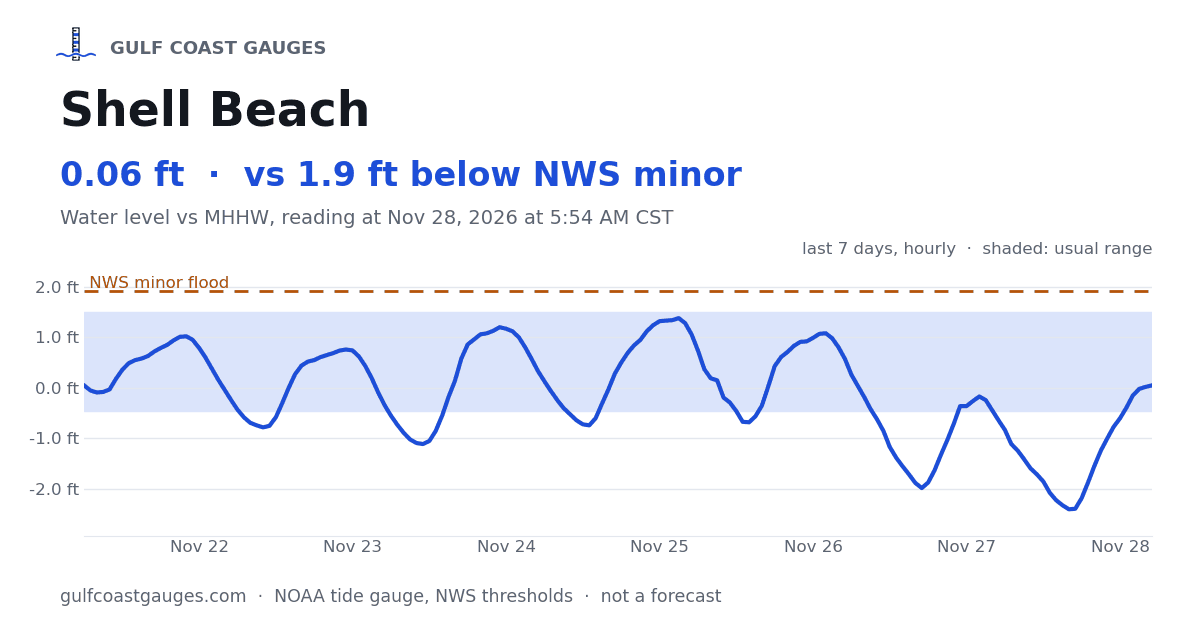 GULF COAST GAUGES
Shell Beach
0.06 ft · vs 1.9 ft below NWS minor
Water level vs MHHW, reading at Nov 28, 2026 at 5:54 AM CST
last 7 days, hourly · shaded: usual range
NWS minor flood
2.0 ft
1.0 ft
0.0 ft
-1.0 ft
-2.0 ft
Nov 22 Nov 23 Nov 24 Nov 25 Nov 26 Nov 27 Nov 28
gulfcoastgauges.com · NOAA tide gauge, NWS thresholds · not a forecast